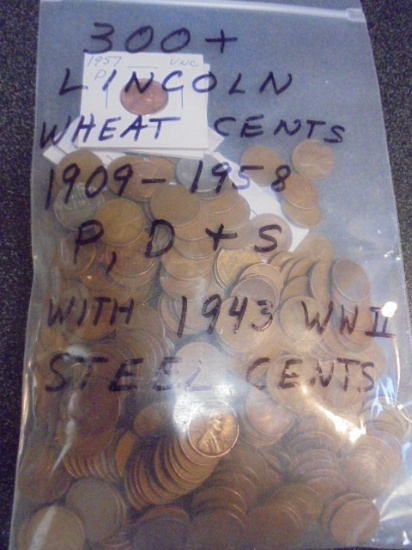 300+
1957 UNC
P
LINCOLN
WHEAT CENTS
1909-1958
P, D + S
WITH 1943 WWII
STEEL CENTS